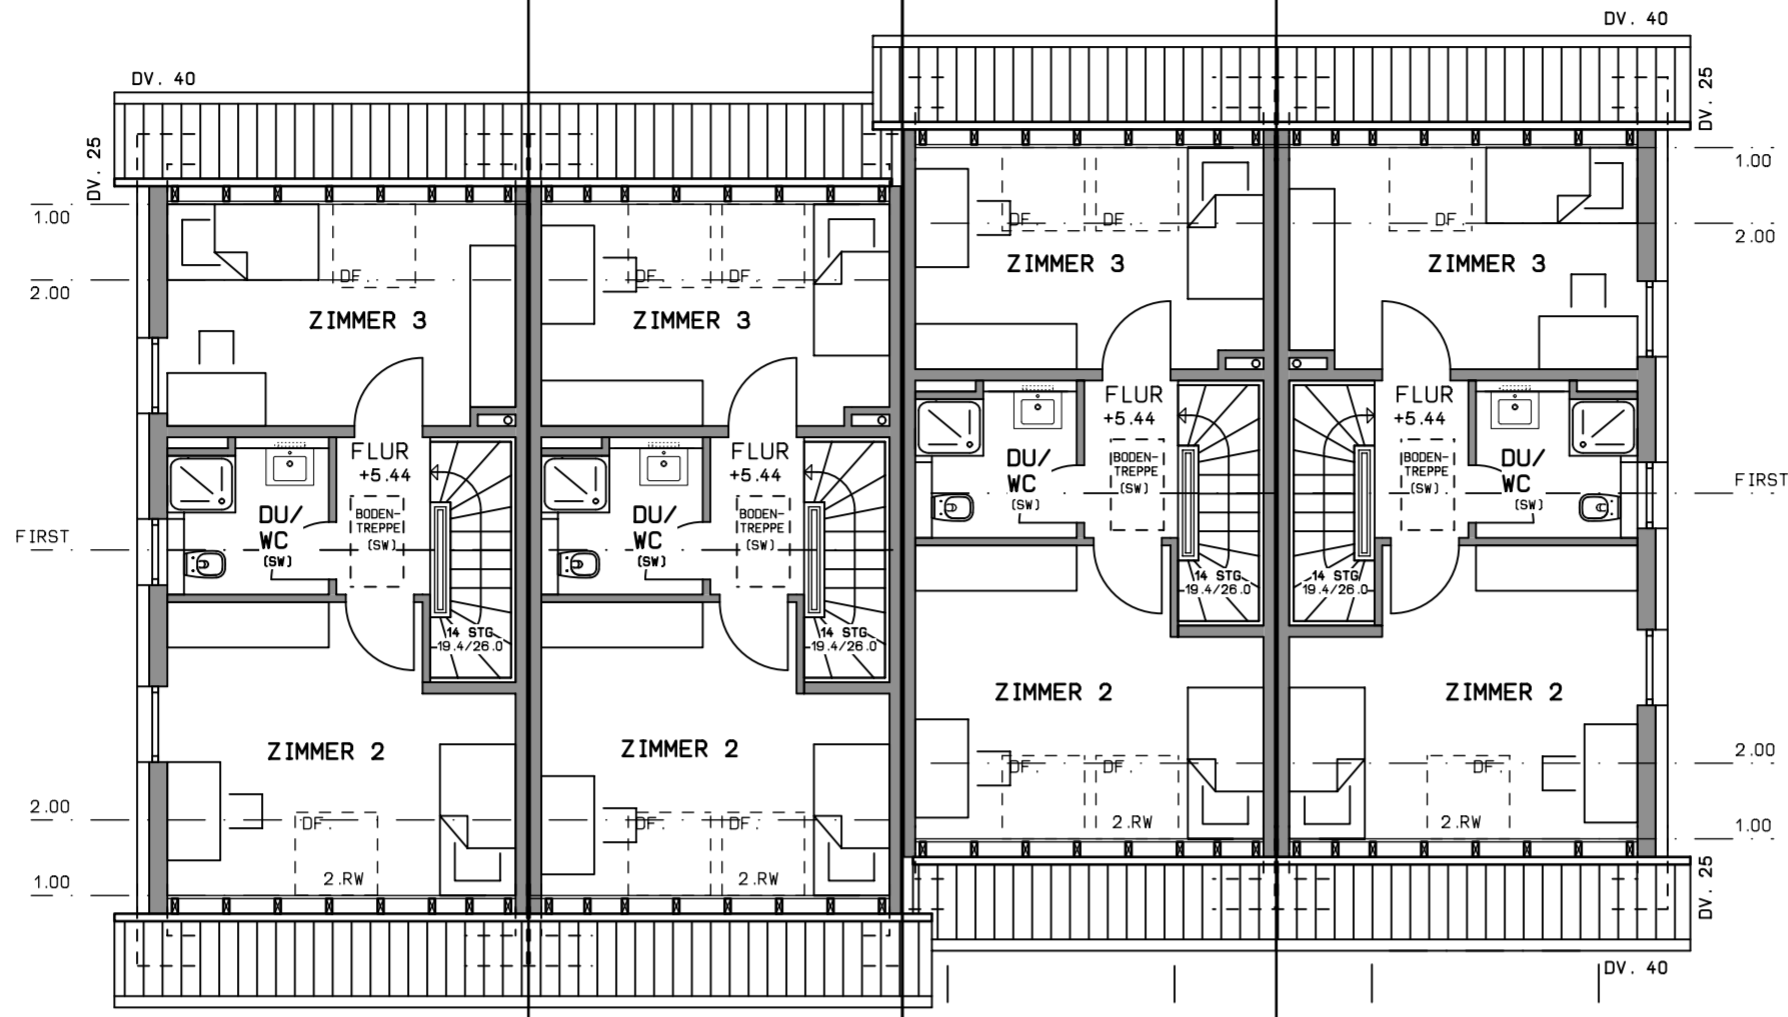 DV. 40
DV. 40
DV. 25
DV. 25
1.00
2.00
1.00
2.00
DF.
DF.
DF.
DF.
DF.
DF.
ZIMMER 3
ZIMMER 3
ZIMMER 3
ZIMMER 3
FLUR
+5.44
FLUR
+5.44
FLUR
+5.44
FLUR
+5.44
BODEN-
TREPPE
(SW)
BODEN-
TREPPE
(SW)
BODEN-
TREPPE
(SW)
BODEN-
TREPPE
(SW)
DU/
WC
(SW)
DU/
WC
(SW)
DU/
WC
(SW)
DU/
WC
(SW)
FIRST
FIRST
14 STG
19.4/26.0
14 STG
19.4/26.0
14 STG
19.4/26.0
14 STG
19.4/26.0
ZIMMER 2
ZIMMER 2
ZIMMER 2
ZIMMER 2
2.00
1.00
2.00
1.00
DF.
DF.
DF.
DF.
DF.
DF.
2.RW
2.RW
2.RW
2.RW
DV. 25
DV. 40